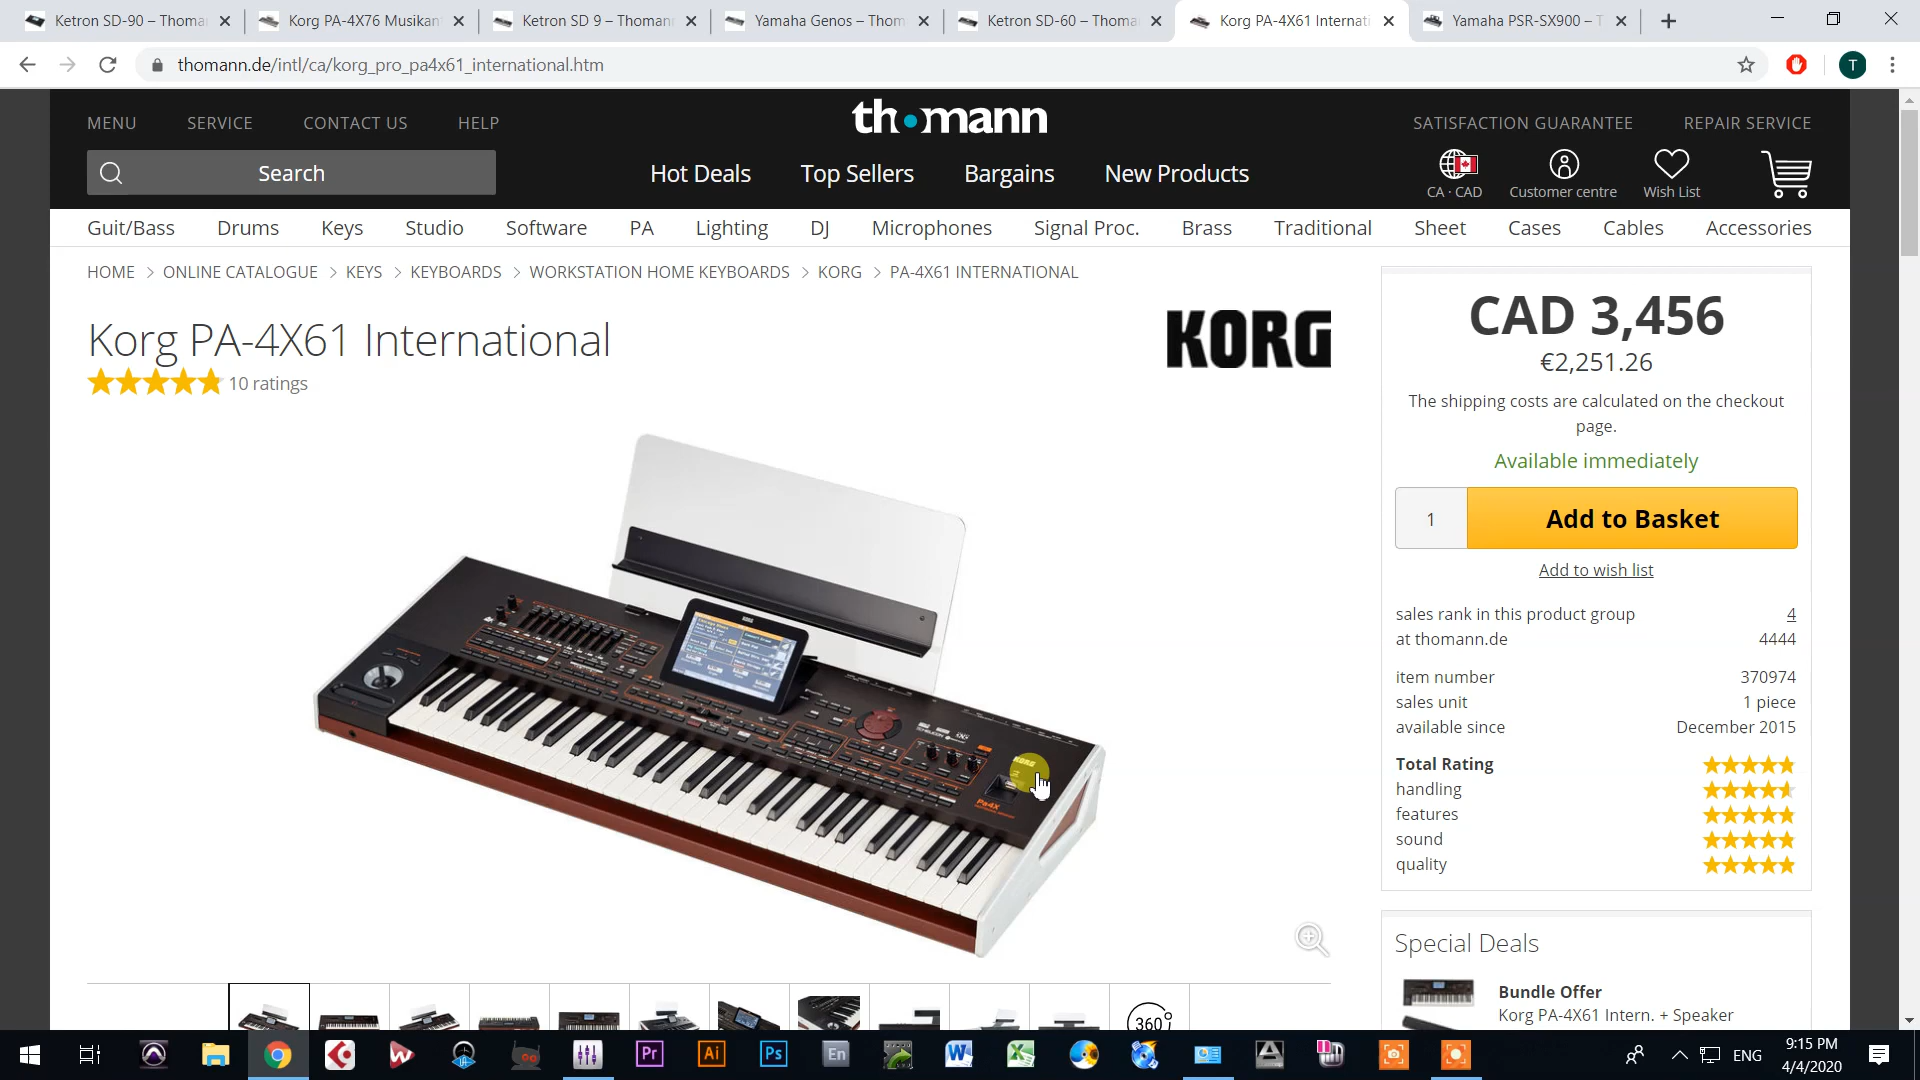 Ketron SD-90 – Thoma
Korg PA-4X76 Musikan
Ketron SD 9 – Thoman
Yamaha Genos – Thom
Ketron SD-60 – Thoma
Korg PA-4X61 Internati
Yamaha PSR-SX900 – T
thomann.de/intl/ca/korg_pro_pa4x61_international.htm
T
MENU SERVICE CONTACT US HELP
thomann
SATISFACTION GUARANTEE REPAIR SERVICE
Search
Hot Deals Top Sellers Bargains New Products
CA · CAD Customer centre Wish List
Guit/Bass Drums Keys Studio Software PA Lighting DJ Microphones Signal Proc. Brass Traditional Sheet Cases Cables Accessories
HOME > ONLINE CATALOGUE > KEYS > KEYBOARDS > WORKSTATION HOME KEYBOARDS > KORG > PA-4X61 INTERNATIONAL
Korg PA-4X61 International
10 ratings
KORG
KORG
Pa4X
360°
CAD 3,456
€2,251.26
The shipping costs are calculated on the checkout
page.
Available immediately
1
Add to Basket
Add to wish list
sales rank in this product group 4
at thomann.de 4444
item number 370974
sales unit 1 piece
available since December 2015
Total Rating
handling
features
sound
quality
Special Deals
Bundle Offer
Korg PA-4X61 Intern. + Speaker
Pr
Ai
Ps
En
ENG
9:15 PM
4/4/2020